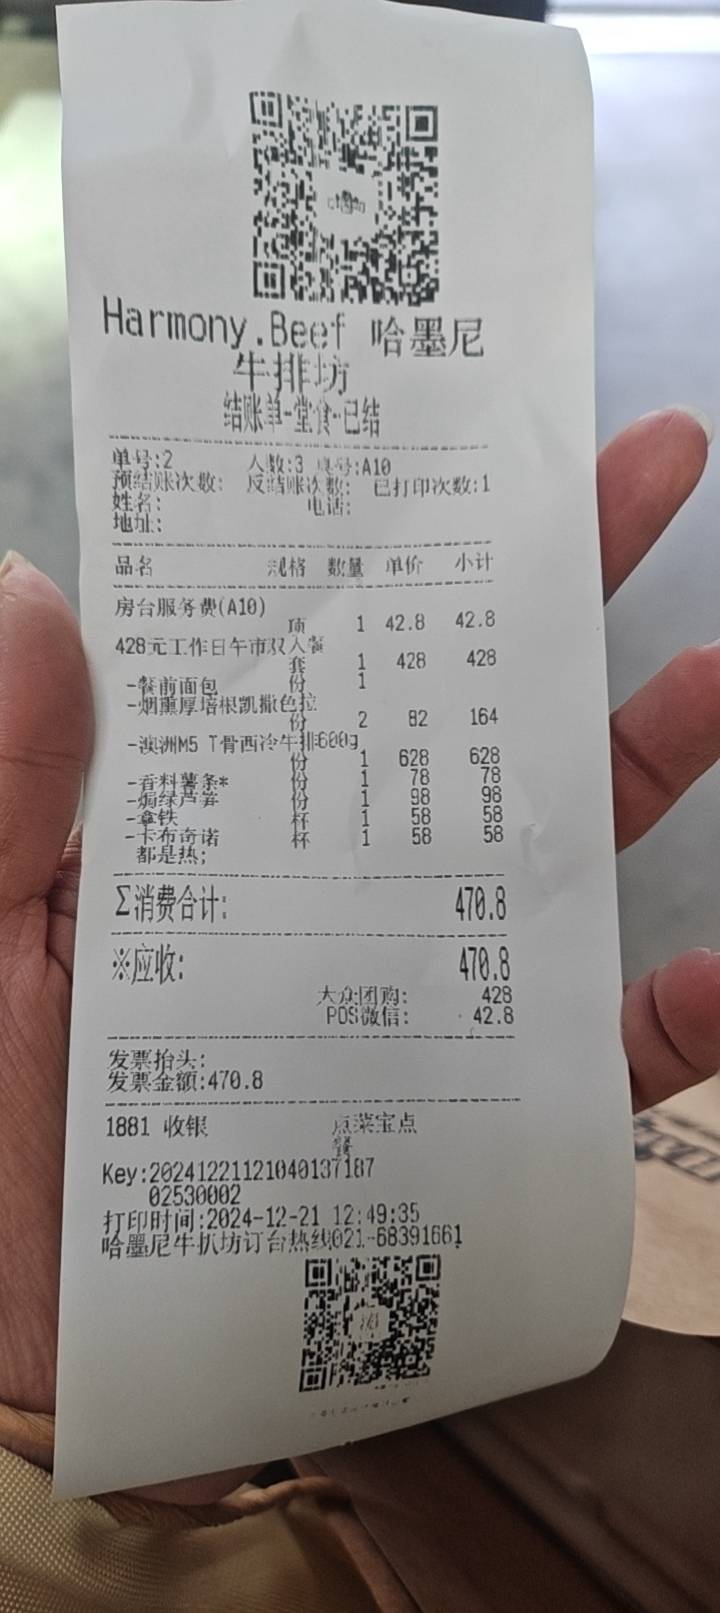 Harmony.Beef 哈墨尼
牛排坊
结账单-堂食-已结
单号:2 人数:3 桌号:A10
预结账次数: 反结账次数: 已打印次数:1
姓名: 电话:
地址:
品名 规格 数量 单价 小计
房台服务费(A10)
项 1 42.8 42.8
428元工作日午市双人餐
套 1 428 428
-餐前面包 份 1
-烟熏厚培根凯撒色拉
份 2 82 164
-澳洲M5 T骨西冷牛排600g
份 1 628 628
-香料薯条* 份 1 78 78
-焗绿芦笋 份 1 98 98
-拿铁 杯 1 58 58
-卡布奇诺 杯 1 58 58
都是热;
Σ消费合计: 470.8
※应收: 470.8
大众团购: 428
POS微信: 42.8
发票抬头:
发票金额:470.8
1881 收银 点菜宝点
餐
Key:20241221121040137187
02530002
打印时间:2024-12-21 12:49:35
哈墨尼牛扒坊订台热线021-68391661